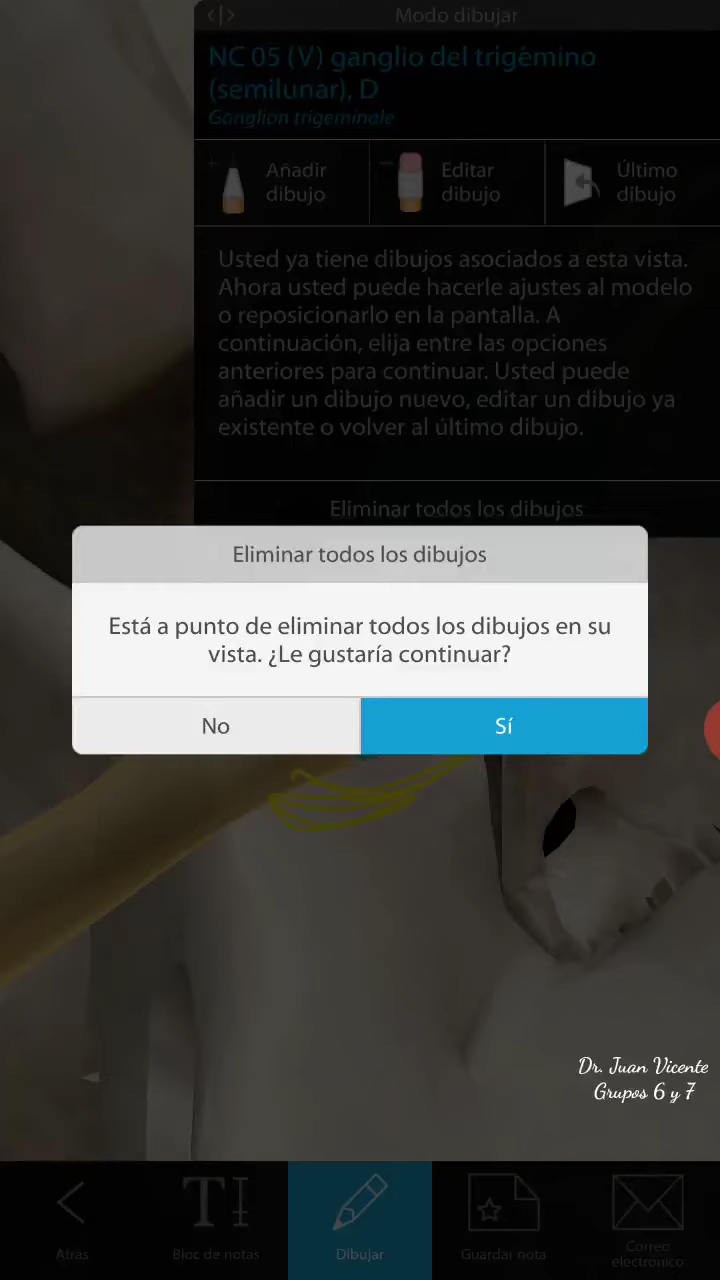 Modo dibujar
NC 05 (V) ganglio del trigémino
(semilunar), D
Ganglion trigeminale
Añadir
dibujo
Editar
dibujo
Último
dibujo
Usted ya tiene dibujos asociados a esta vista.
Ahora usted puede hacerle ajustes al modelo
o reposicionarlo en la pantalla. A
continuación, elija entre las opciones
anteriores para continuar. Usted puede
añadir un dibujo nuevo, editar un dibujo ya
existente o volver al último dibujo.
Eliminar todos los dibujos
Eliminar todos los dibujos
Está a punto de eliminar todos los dibujos en su
vista. ¿Le gustaría continuar?
No
Sí
Dr. Juan Vicente
Grupos 6 y 7
Atras
Bloc de notas
Dibujar
Guardar nota
Correo
electronico